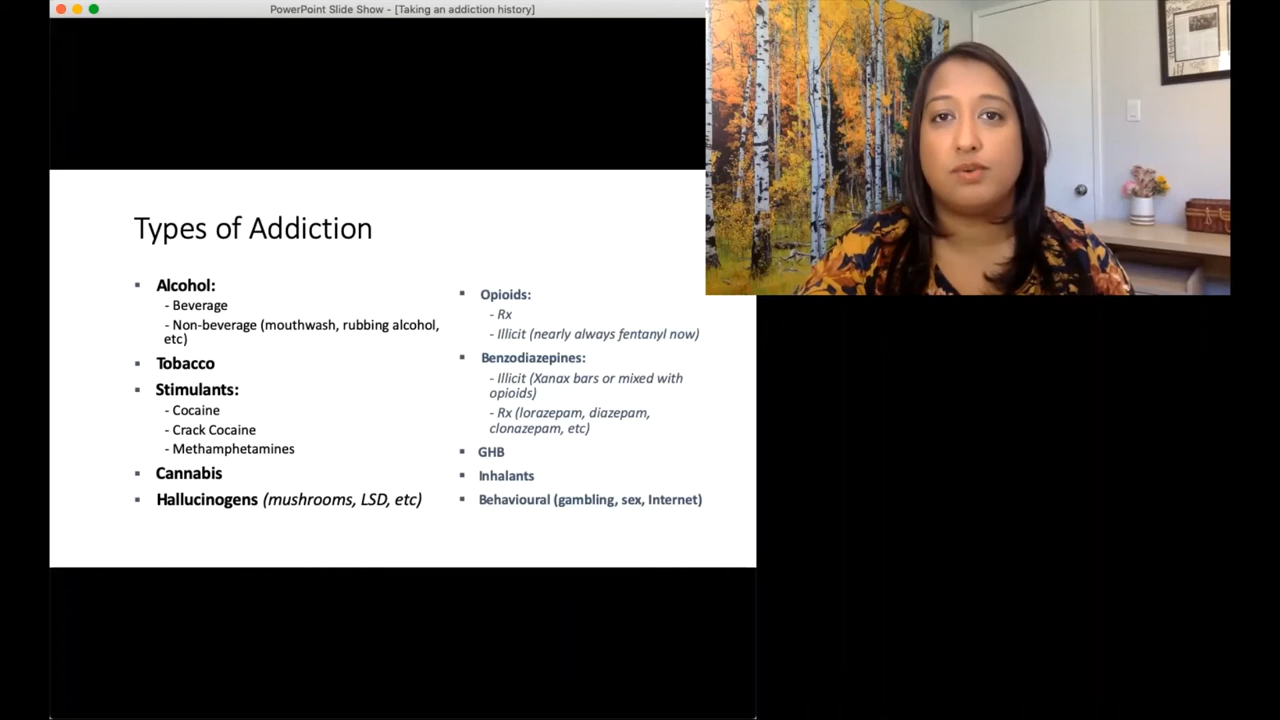 PowerPoint Slide Show - [Taking an addiction history]
Types of Addiction
▪ Alcohol:
- Beverage
- Non-beverage (mouthwash, rubbing alcohol,
etc)
▪ Tobacco
▪ Stimulants:
- Cocaine
- Crack Cocaine
- Methamphetamines
▪ Cannabis
▪ Hallucinogens (mushrooms, LSD, etc)
▪ Opioids:
- Rx
- Illicit (nearly always fentanyl now)
▪ Benzodiazepines:
- Illicit (Xanax bars or mixed with
opioids)
- Rx (lorazepam, diazepam,
clonazepam, etc)
▪ GHB
▪ Inhalants
▪ Behavioural (gambling, sex, Internet)